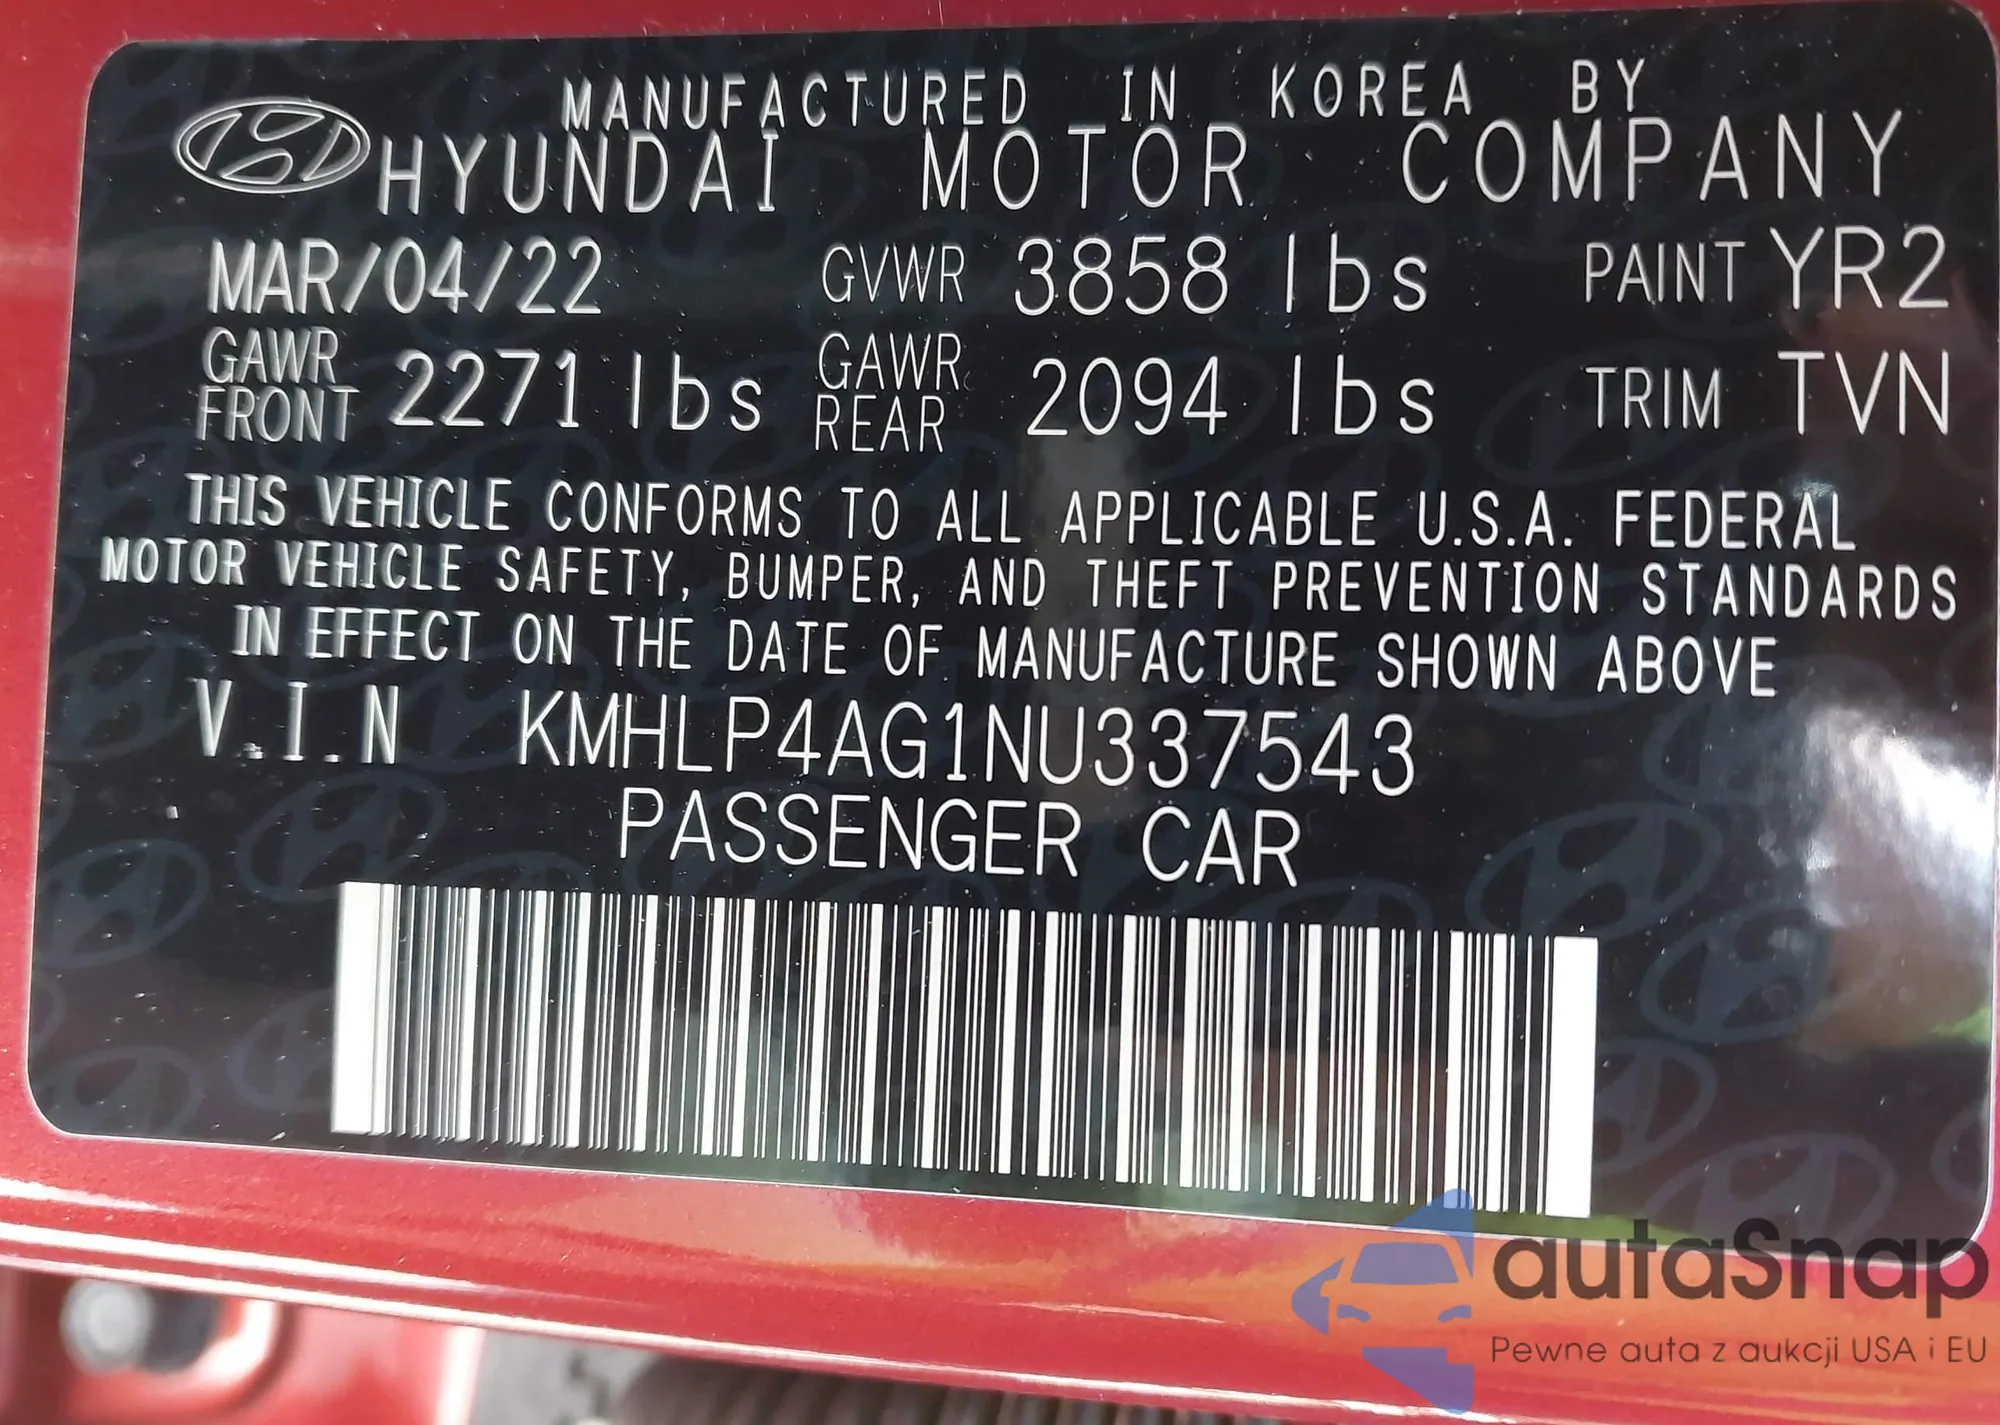 MANUFACTURED IN KOREA BY
HYUNDAI MOTOR COMPANY
MAR/04/22 GVWR 3858 lbs PAINT YR2
GAWR FRONT 2271 lbs GAWR REAR 2094 lbs TRIM TVN
THIS VEHICLE CONFORMS TO ALL APPLICABLE U.S.A. FEDERAL
MOTOR VEHICLE SAFETY, BUMPER, AND THEFT PREVENTION STANDARDS
IN EFFECT ON THE DATE OF MANUFACTURE SHOWN ABOVE
V.I.N KMHLP4AG1NU337543
PASSENGER CAR
autaSnap
Pewne auta z aukcji USA i EU